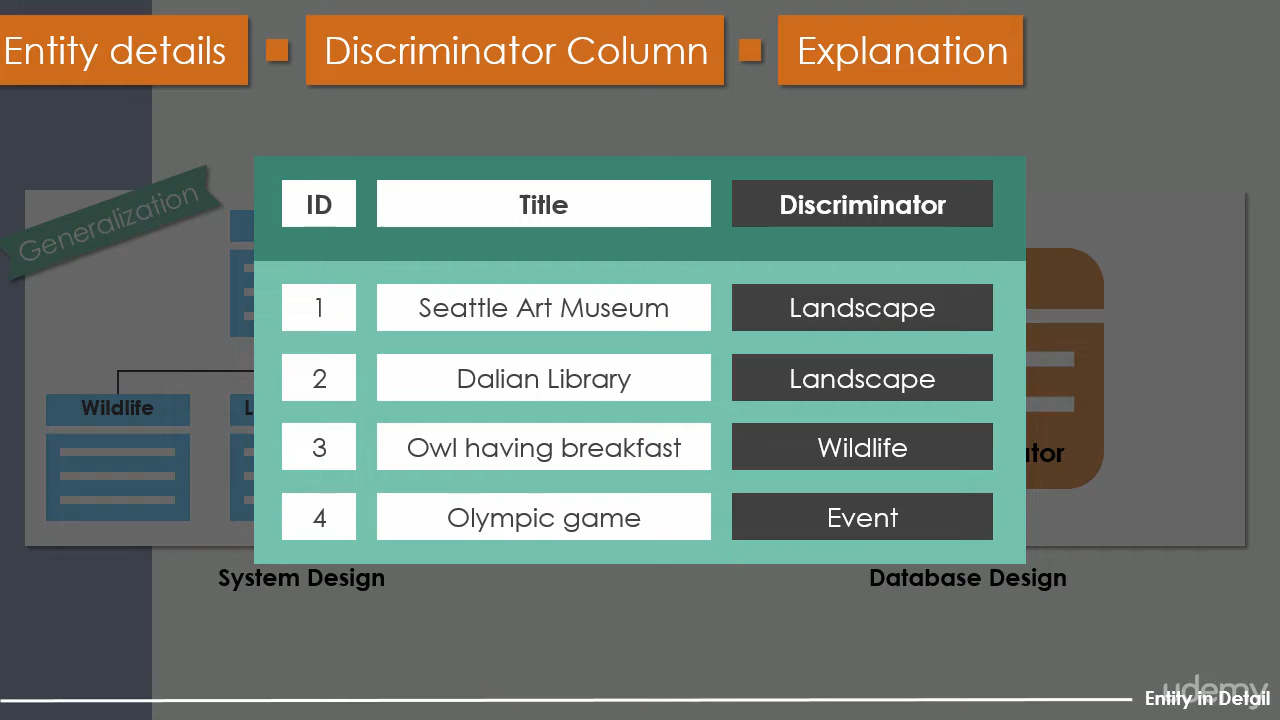 Entity details
Discriminator Column
Explanation
Generalization
ID
Title
Discriminator
1
Seattle Art Museum
Landscape
2
Dalian Library
Landscape
3
Owl having breakfast
Wildlife
4
Olympic game
Event
Wildlife
System Design
Database Design
udemy
Entity in Detail